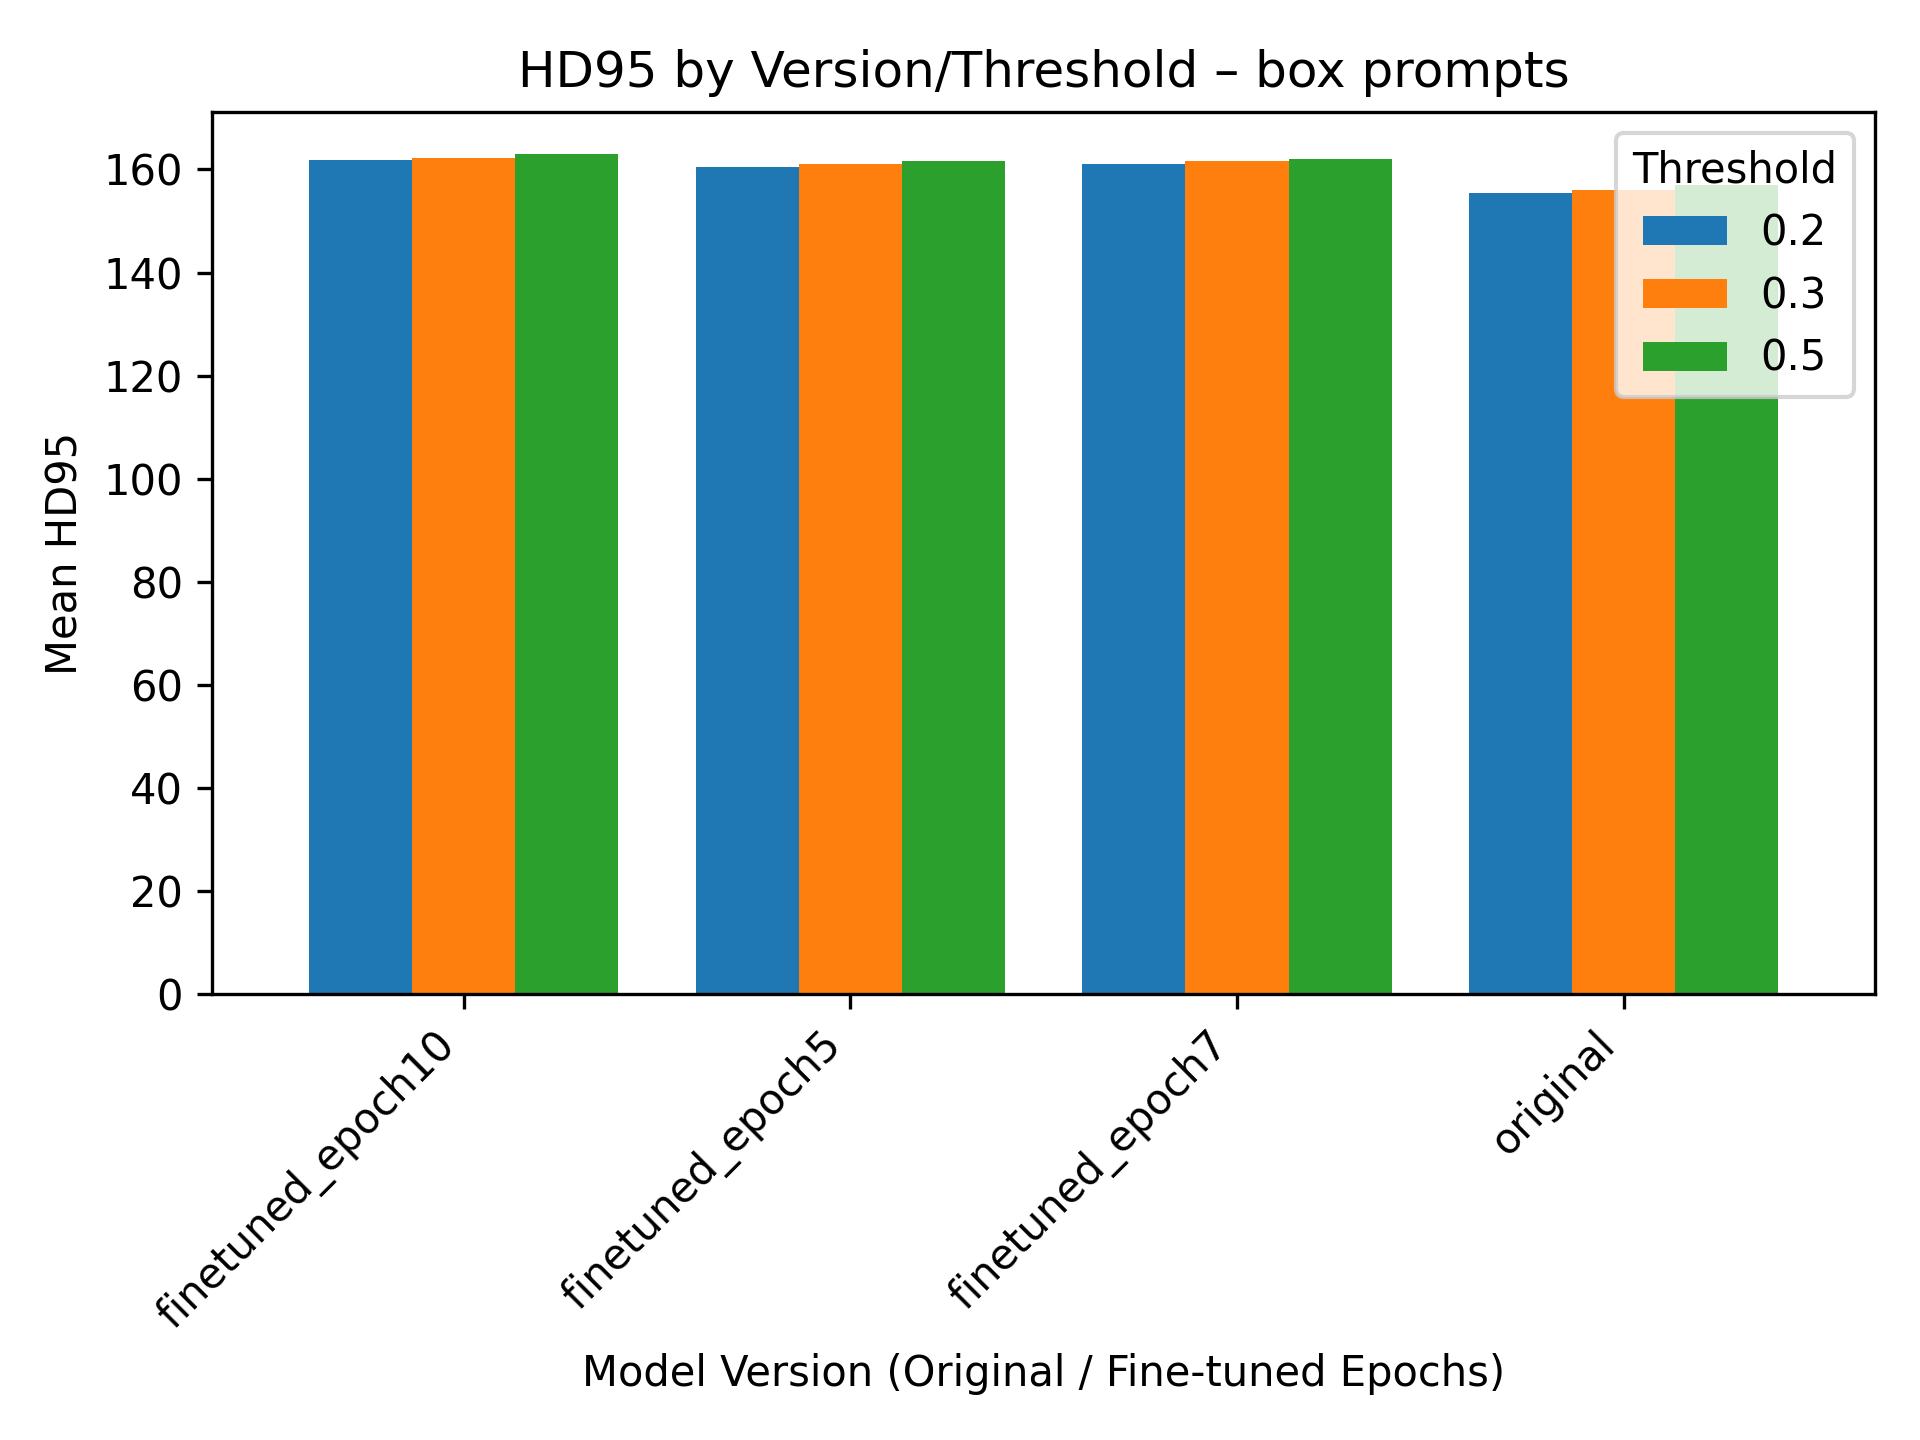 HD95 by Version/Threshold – box prompts
Threshold
0.2
0.3
0.5
Mean HD95
160
140
120
100
80
60
40
20
0
finetuned_epoch10
finetuned_epoch5
finetuned_epoch7
original
Model Version (Original / Fine-tuned Epochs)